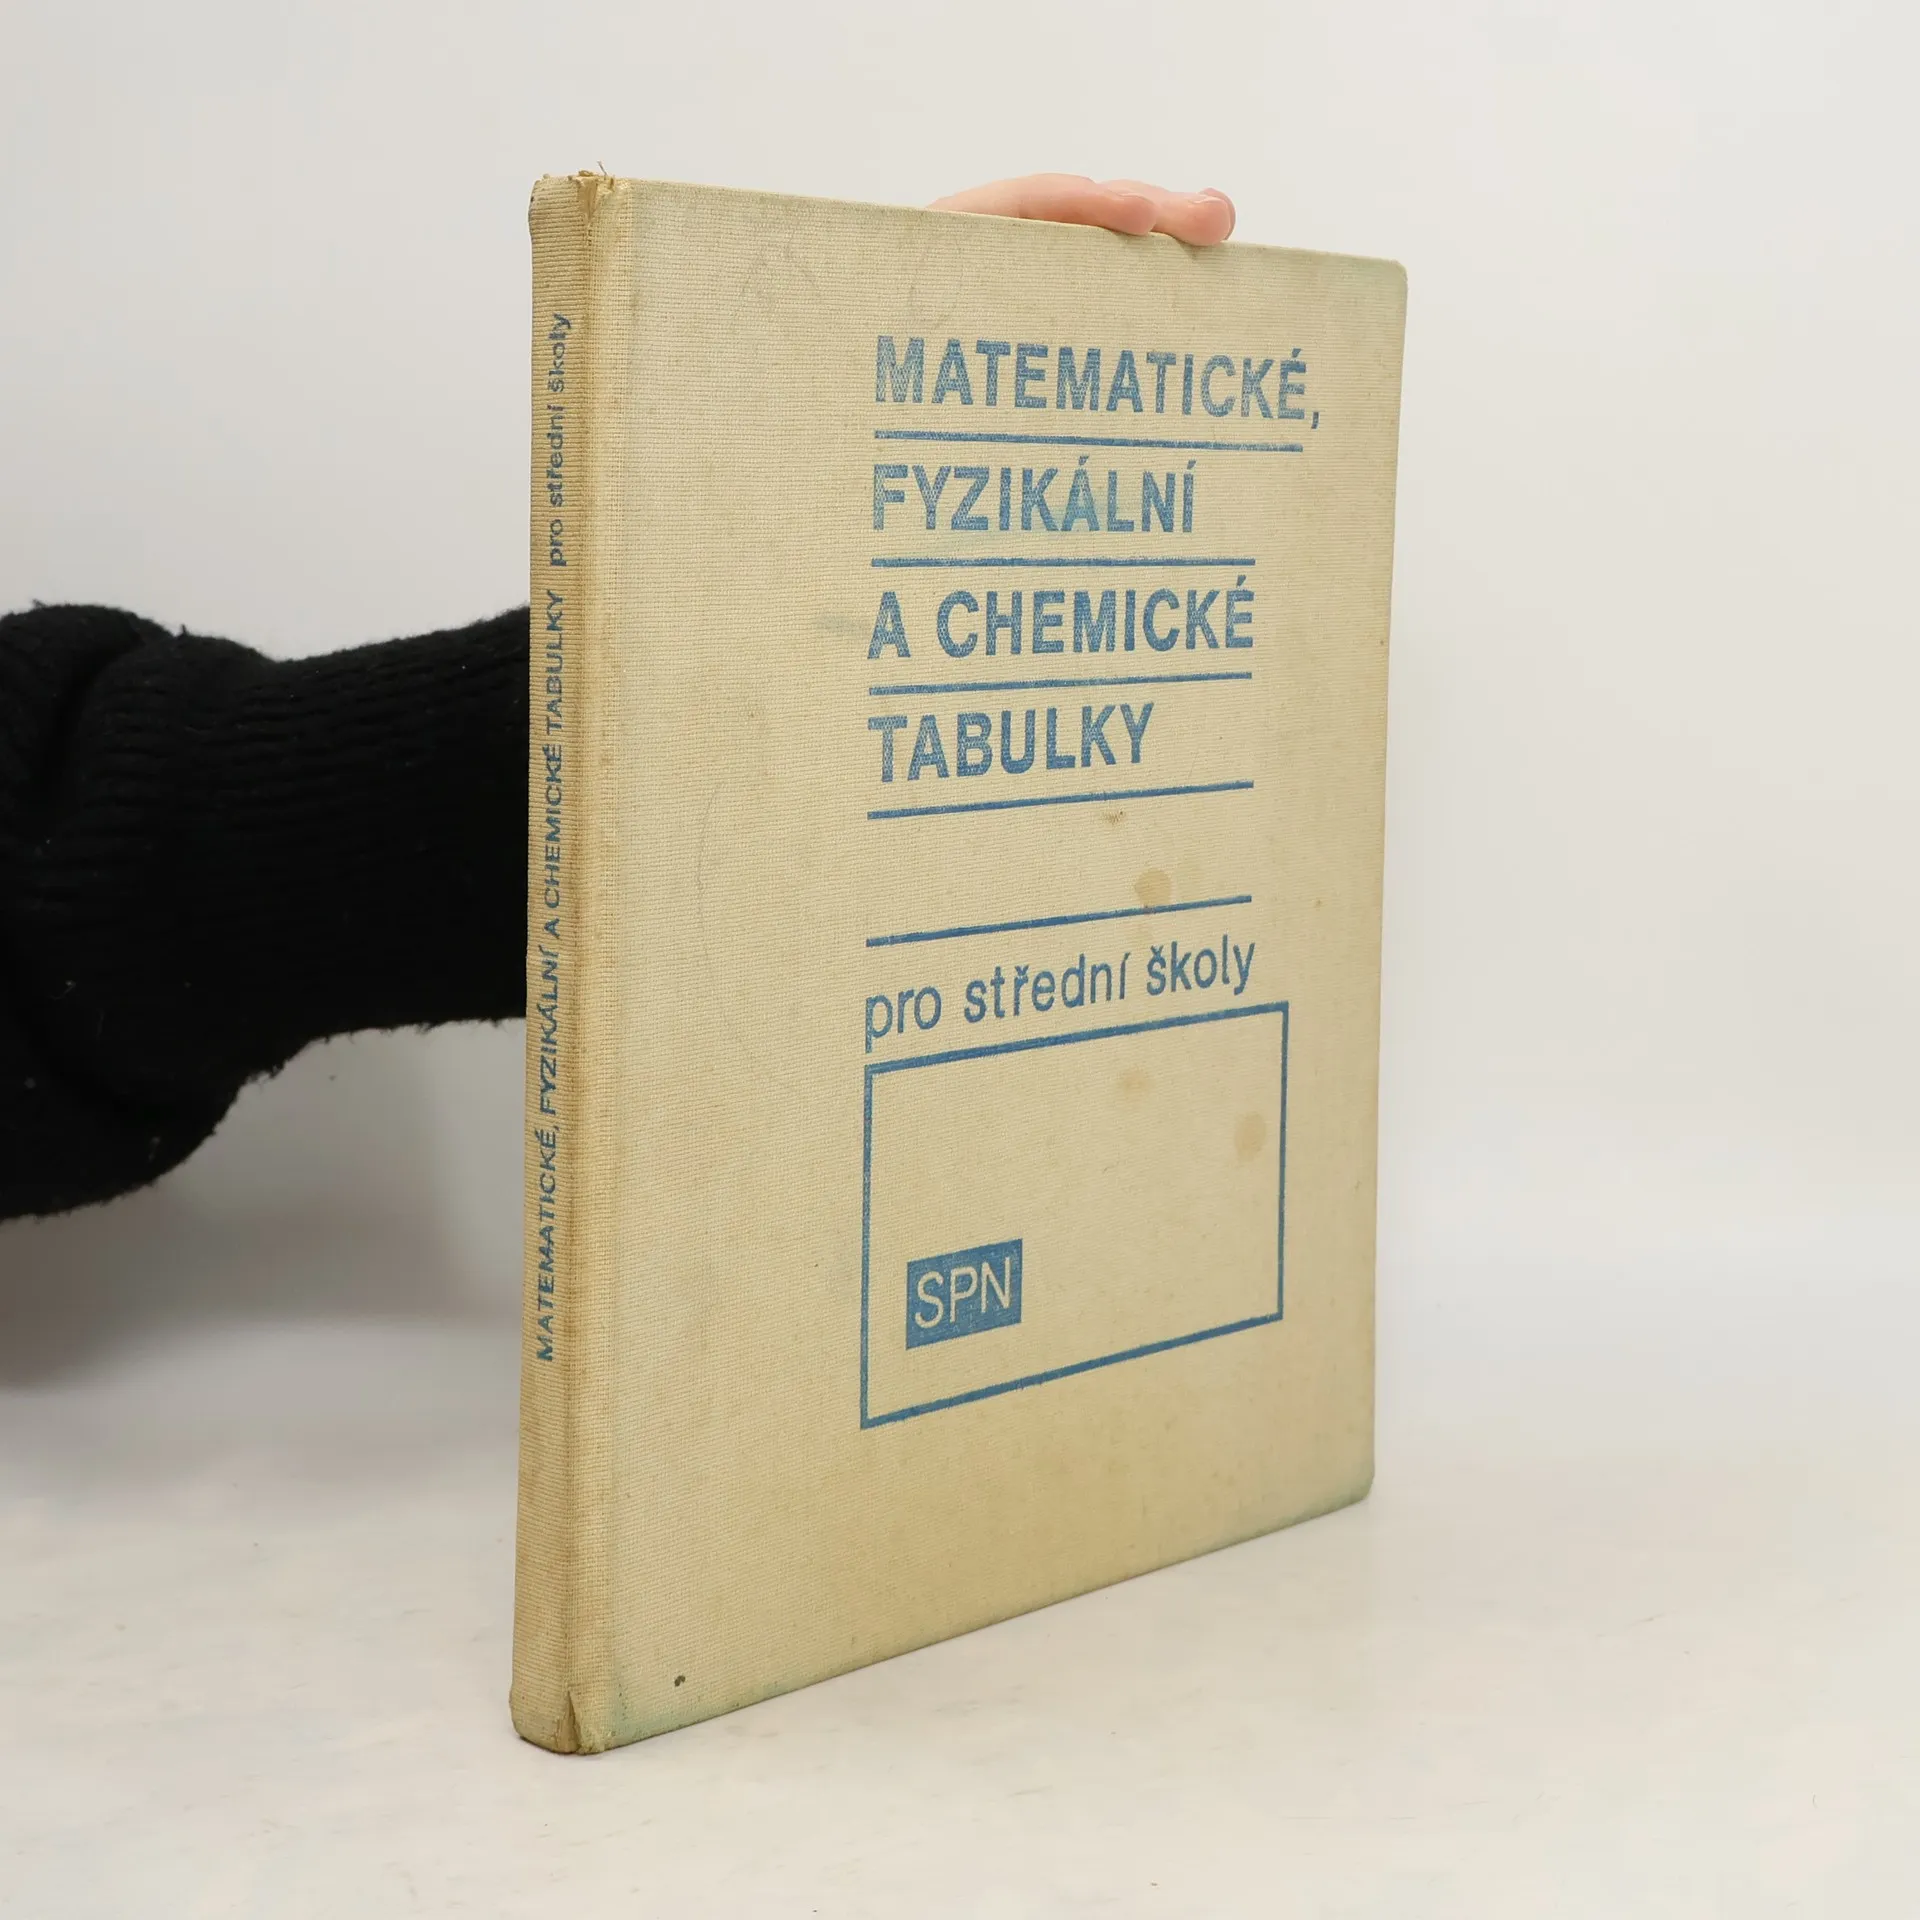 MATEMATICKÉ, FYZIKÁLNÍ A CHEMICKÉ TABULKY pro střední školy
MATEMATICKÉ,
FYZIKÁLNÍ
A CHEMICKÉ
TABULKY
pro střední školy
SPN